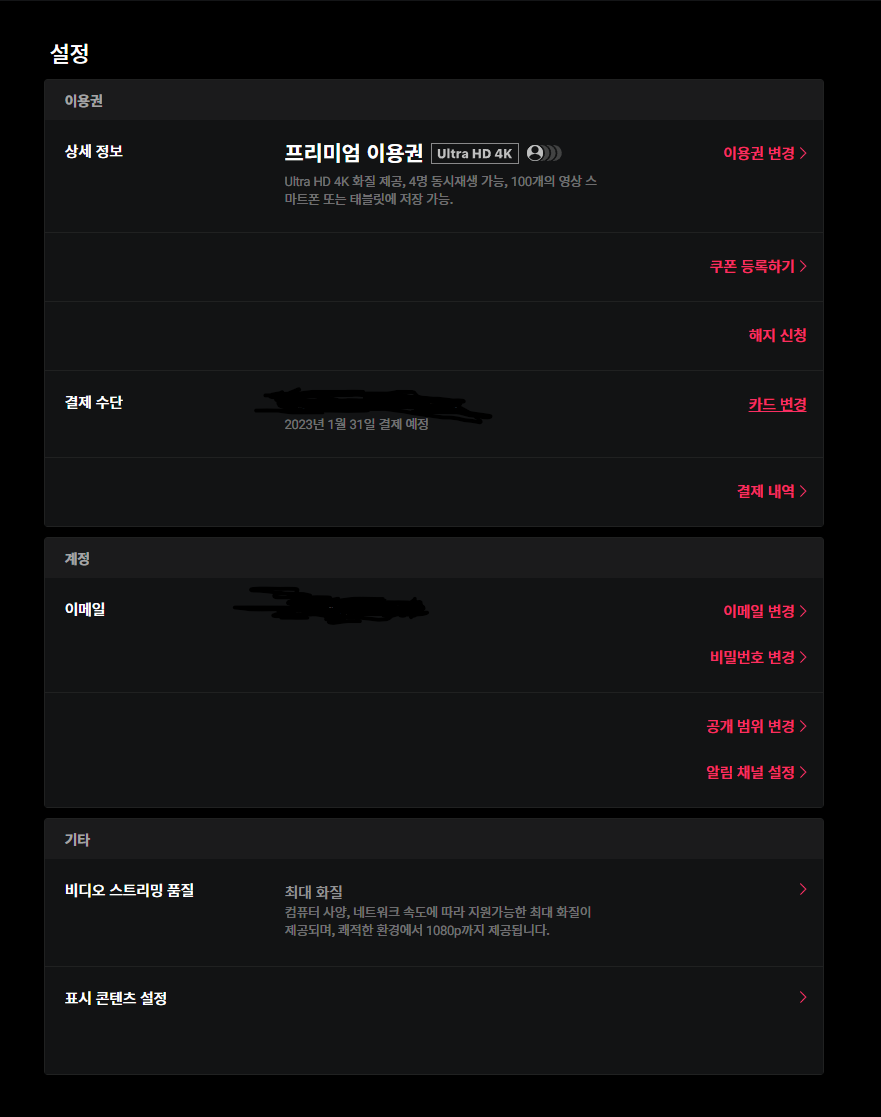 설정
이용권
상세 정보
프리미엄 이용권 Ultra HD 4K
이용권 변경
Ultra HD 4K 화질 제공, 4명 동시재생 가능, 100개의 영상 스
마트폰 또는 태블릿에 저장 가능.
쿠폰 등록하기
해지 신청
결제 수단
카드 변경
2023년 1월 31일 결제 예정
결제 내역
계정
이메일
이메일 변경
비밀번호 변경
공개 범위 변경
알림 채널 설정
기타
비디오 스트리밍 품질
최대 화질
컴퓨터 사양, 네트워크 속도에 따라 지원가능한 최대 화질이
제공되며, 쾌적한 환경에서 1080p까지 제공됩니다.
표시 콘텐츠 설정